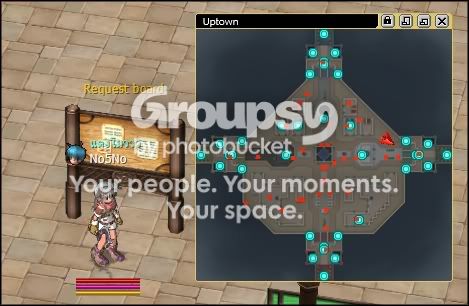 Uptown
Request board
No5No
Groupsy
photobucket
Your people. Your moments.
Your space.